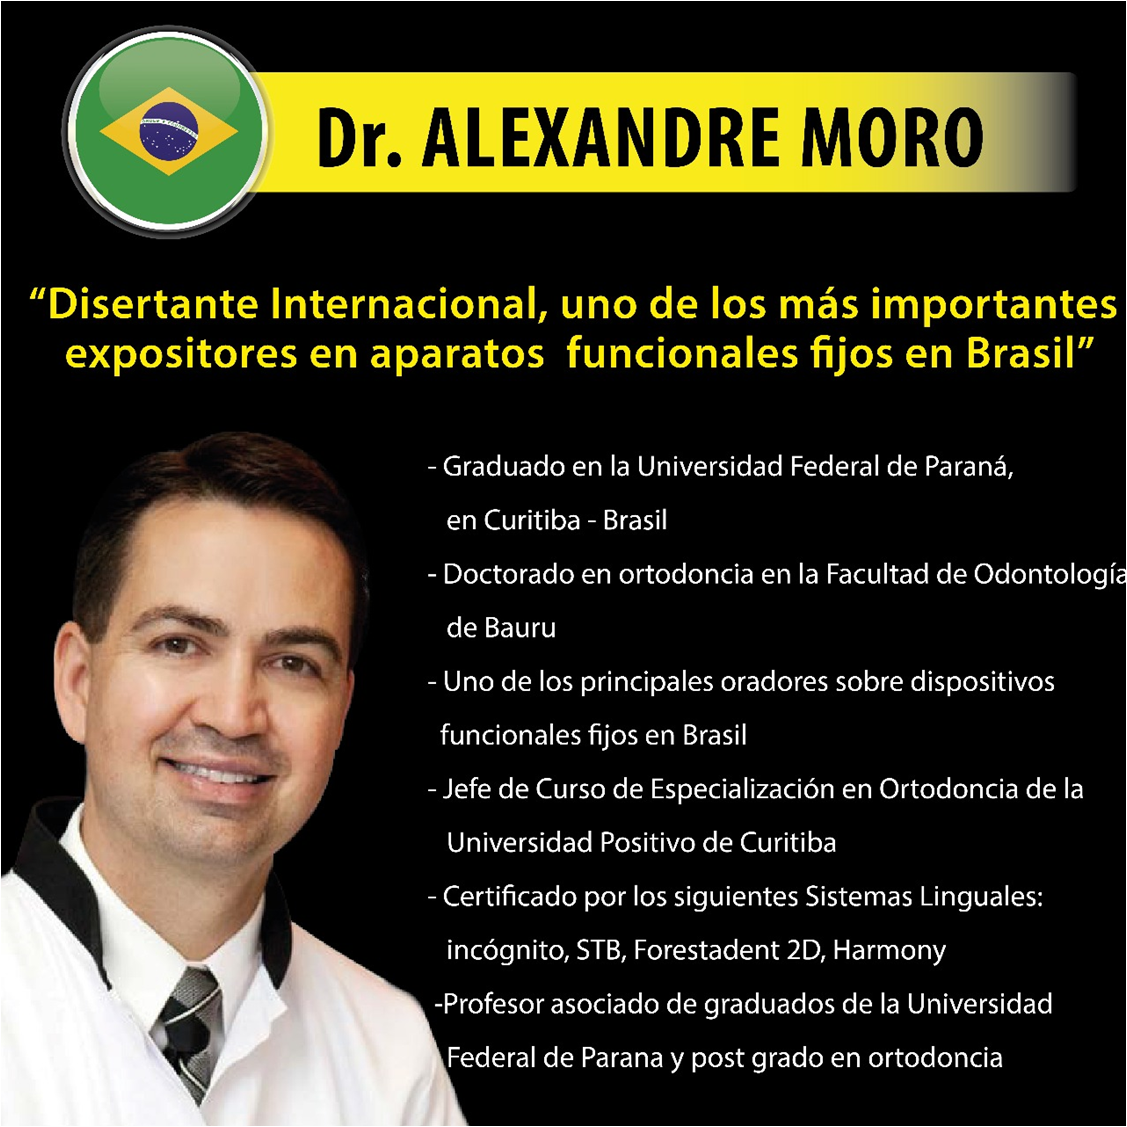 Dr. ALEXANDRE MORO
“Disertante Internacional, uno de los más importantes
expositores en aparatos funcionales fijos en Brasil”
- Graduado en la Universidad Federal de Paraná,
en Curitiba - Brasil
- Doctorado en ortodoncia en la Facultad de Odontología
de Bauru
- Uno de los principales oradores sobre dispositivos
funcionales fijos en Brasil
- Jefe de Curso de Especialización en Ortodoncia de la
Universidad Positivo de Curitiba
- Certificado por los siguientes Sistemas Linguales:
incógnito, STB, Forestadent 2D, Harmony
-Profesor asociado de graduados de la Universidad
Federal de Parana y post grado en ortodoncia